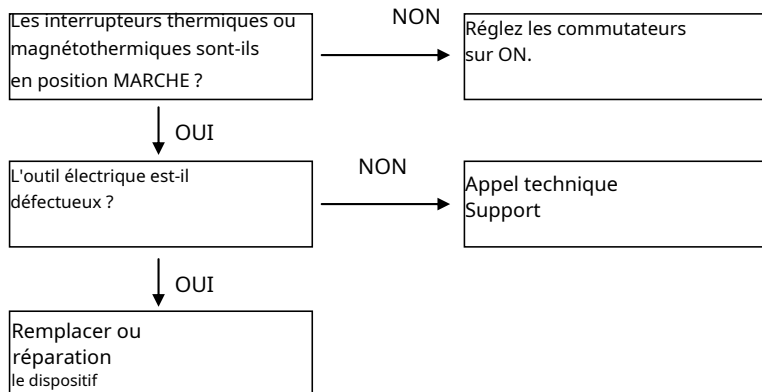 Les interrupteurs thermiques ou
magnétothermiques sont-ils
en position MARCHE ?
NON
Réglez les commutateurs
sur ON.
OUI
L'outil électrique est-il
défectueux ?
NON
Appel technique
Support
OUI
Remplacer ou
réparation
le dispositif